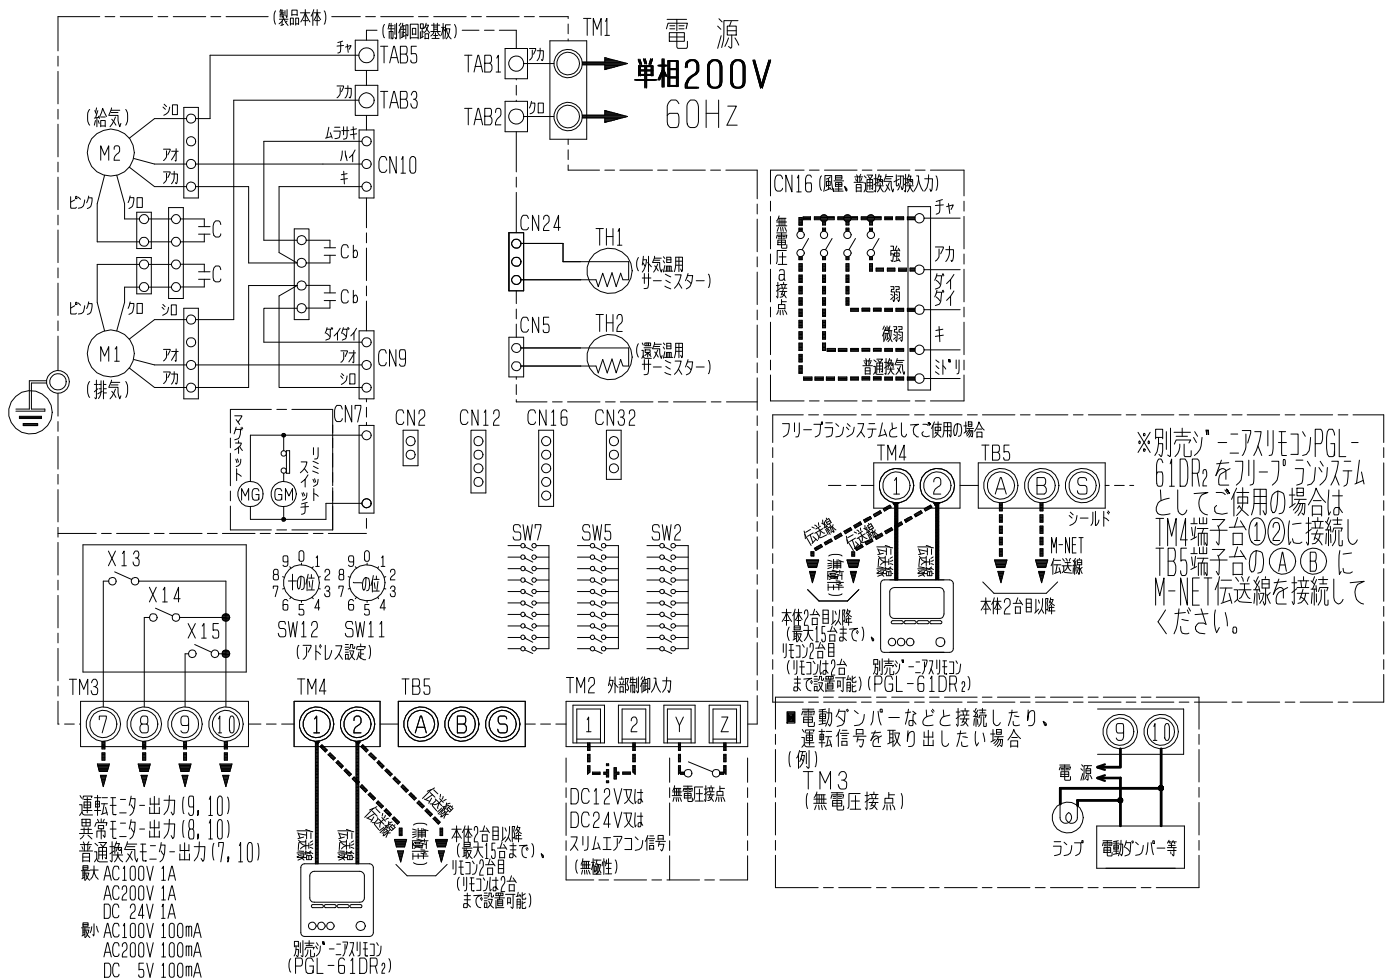 (製品本体)
(制御回路基板)
チャ
TAB5
アカ
TAB3
TAB1
アカ
TAB2
クロ
TM1
電 源
単相200V
60Hz
(給気)
M2
シロ
アオ
アカ
ピンク
クロ
ムラサキ
ハイ
キ
CN10
C
C
Cb
Cb
ピンク
クロ
シロ
M1
アオ
アカ
(排気)
ダイダイ
アオ
シロ
CN9
CN24
TH1
(外気温用
サーミスター)
CN5
TH2
(還気温用
サーミスター)
CN16(風量、普通換気切換入力)
無電圧a接点
チャ
強
アカ
弱
ダイダイ
微弱
キ
普通換気
ミドリ
マグネット
リミットスイッチ
MG
GM
CN7
CN2
CN12
CN16
CN32
SW7
SW5
SW2
X13
X14
X15
0 1 2 3 4 5 6 7 8 9
十の位
SW12
0 1 2 3 4 5 6 7 8 9
一の位
SW11
(アドレス設定)
TM3
7 8 9 10
運転モニター出力(9,10)
異常モニター出力(8,10)
普通換気モニター出力(7,10)
最大 AC100V 1A
AC200V 1A
DC 24V 1A
最小 AC100V 100mA
AC200V 100mA
DC 5V 100mA
TM4
1 2
TB5
A B S
伝送線
伝送線
伝送線
伝送線
(無極性)
本体2台目以降
(最大15台まで)、
リモコン2台目
(リモコンは2台
まで設置可能)
別売ジーニアスリモコン
(PGL-61DR₂)
TM2 外部制御入力
1 2 Y Z
DC12V又は
DC24V又は
スリムエアコン信号
(無極性)
無電圧接点
フリープランシステムとしてご使用の場合
TM4
1 2
TB5
A B S
シールド
伝送線
伝送線
伝送線
伝送線
(無極性)
M-NET
伝送線
本体2台目以降
本体2台目以降
(最大15台まで)、
リモコン2台目
(リモコンは2台
まで設置可能)
別売ジーニアスリモコン
(PGL-61DR₂)
※別売ジーニアスリモコンPGL-
61DR₂をフリープランシステム
としてご使用の場合は
TM4端子台①②に接続し
TB5端子台のⒶⒷに
M-NET伝送線を接続して
ください。
■電動ダンパーなどと接続したり、
運転信号を取り出したい場合
(例)
TM3
(無電圧接点)
9 10
電 源
ランプ
電動ダンパー等